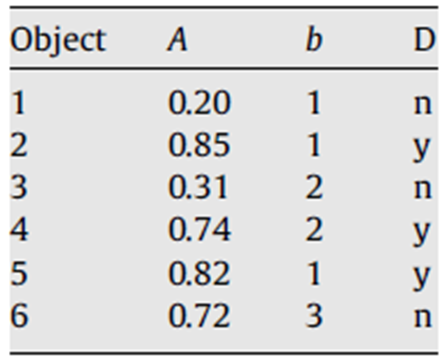 Object A b D
1 0.20 1 n
2 0.85 1 y
3 0.31 2 n
4 0.74 2 y
5 0.82 1 y
6 0.72 3 n